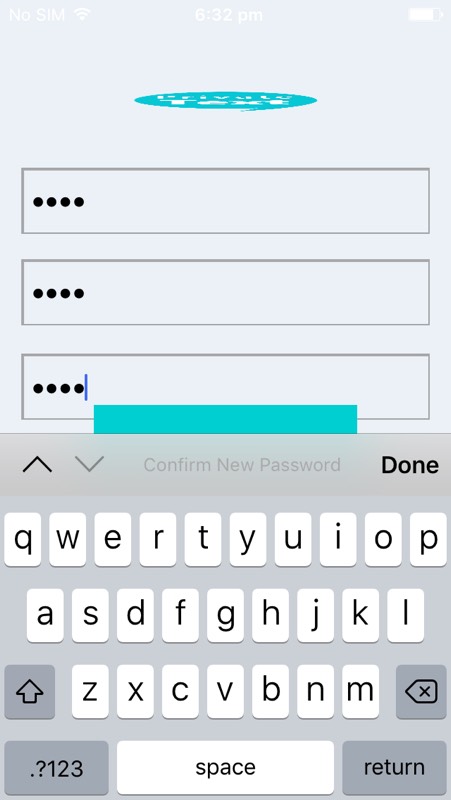 No SIM 6:32 pm
Private
Text
••••
••••
••••
Confirm New Password Done
q w e r t y u i o p
a s d f g h j k l
z x c v b n m
.?123 space return